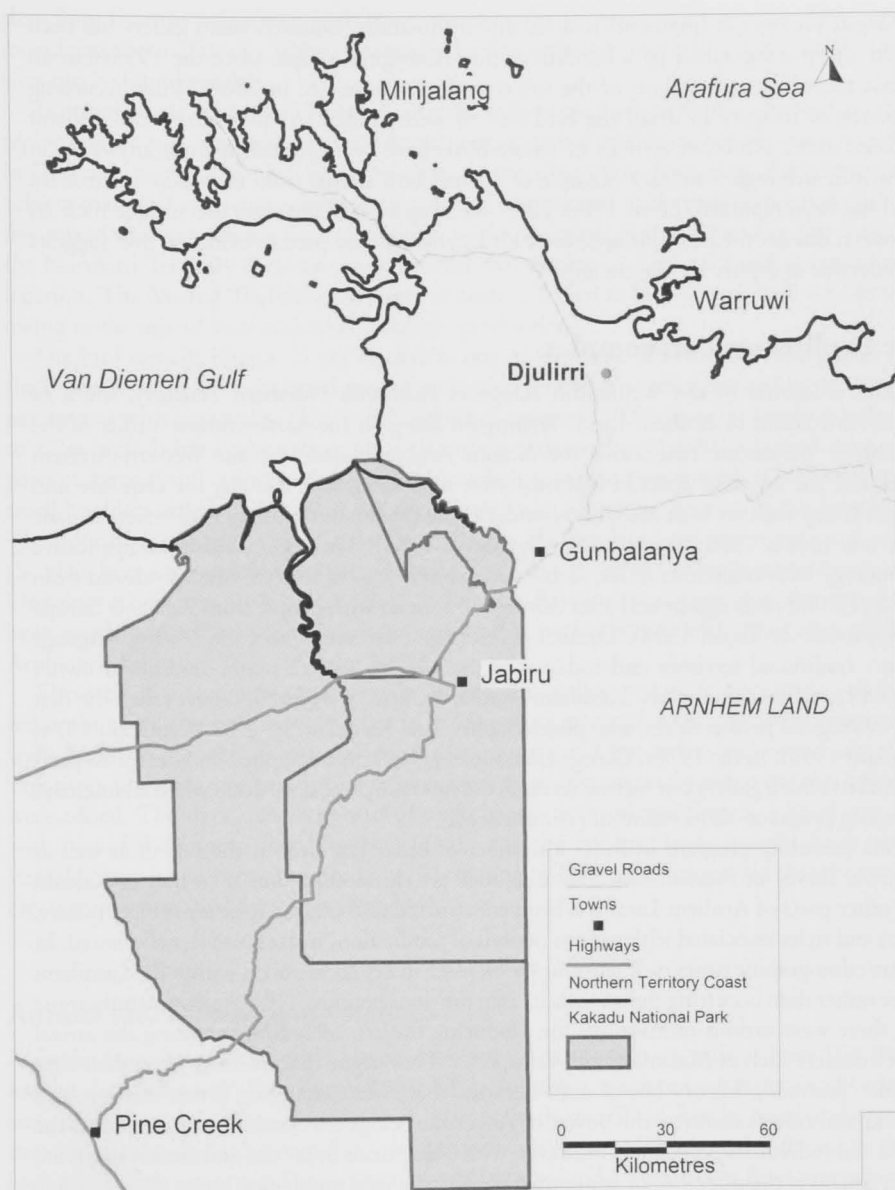 Arafura Sea
N
Minjalang
Warruwi
Djulirri
Van Diemen Gulf
Gunbalanya
Jabiru
ARNHEM LAND
Gravel Roads
Towns
Highways
Northern Territory Coast
Kakadu National Park
Pine Creek
0 30 60
Kilometres